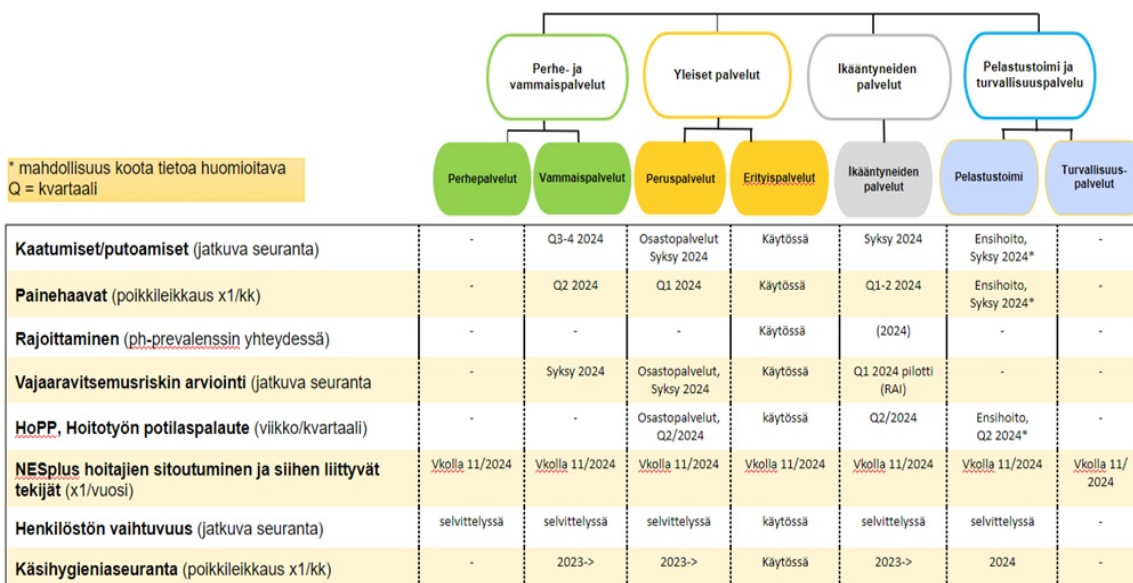 Perhe- ja
vammaispalvelut
Yleiset palvelut
Ikääntyneiden
palvelut
Pelastustoimi ja
turvallisuuspalvelu
* mahdollisuus koota tietoa huomioitava
Q = kvartaali
Perhepalvelut
Vammaispalvelut
Peruspalvelut
Erityispalvelut
Ikääntyneiden
palvelut
Pelastustoimi
Turvallisuus-
palvelut
Kaatumiset/putoamiset (jatkuva seuranta)
-
Q3-4 2024
Osastopalvelut
Syksy 2024
Käytössä
Syksy 2024
Ensihoito,
Syksy 2024*
-
Painehaavat (poikkileikkaus x1/kk)
-
Q2 2024
Q1 2024
Käytössä
Q1-2 2024
Ensihoito,
Syksy 2024*
-
Rajoittaminen (ph-prevalenssin yhteydessä)
-
-
-
Käytössä
(2024)
-
-
Vajaaravitsemusriskin arviointi (jatkuva seuranta
-
Syksy 2024
Osastopalvelut,
Syksy 2024
Käytössä
Q1 2024 pilotti
(RAI)
-
-
HoPP, Hoitotyön potilaspalaute (viikko/kvartaali)
-
-
Osastopalvelut,
Q2/2024
käytössä
Q2/2024
Ensihoito,
Q2 2024*
-
NESplus hoitajien sitoutuminen ja siihen liittyvät
tekijät (x1/vuosi)
Vkolla 11/2024
Vkolla 11/2024
Vkolla 11/2024
Vkolla 11/2024
Vkolla 11/2024
Vkolla 11/2024
Vkolla 11/
2024
Henkilöstön vaihtuvuus (jatkuva seuranta)
selvittelyssä
selvittelyssä
selvittelyssä
käytössä
selvittelyssä
selvittelyssä
-
Käsihygieniaseuranta (poikkileikkaus x1/kk)
-
2023->
2023->
Käytössä
2023->
2024
-